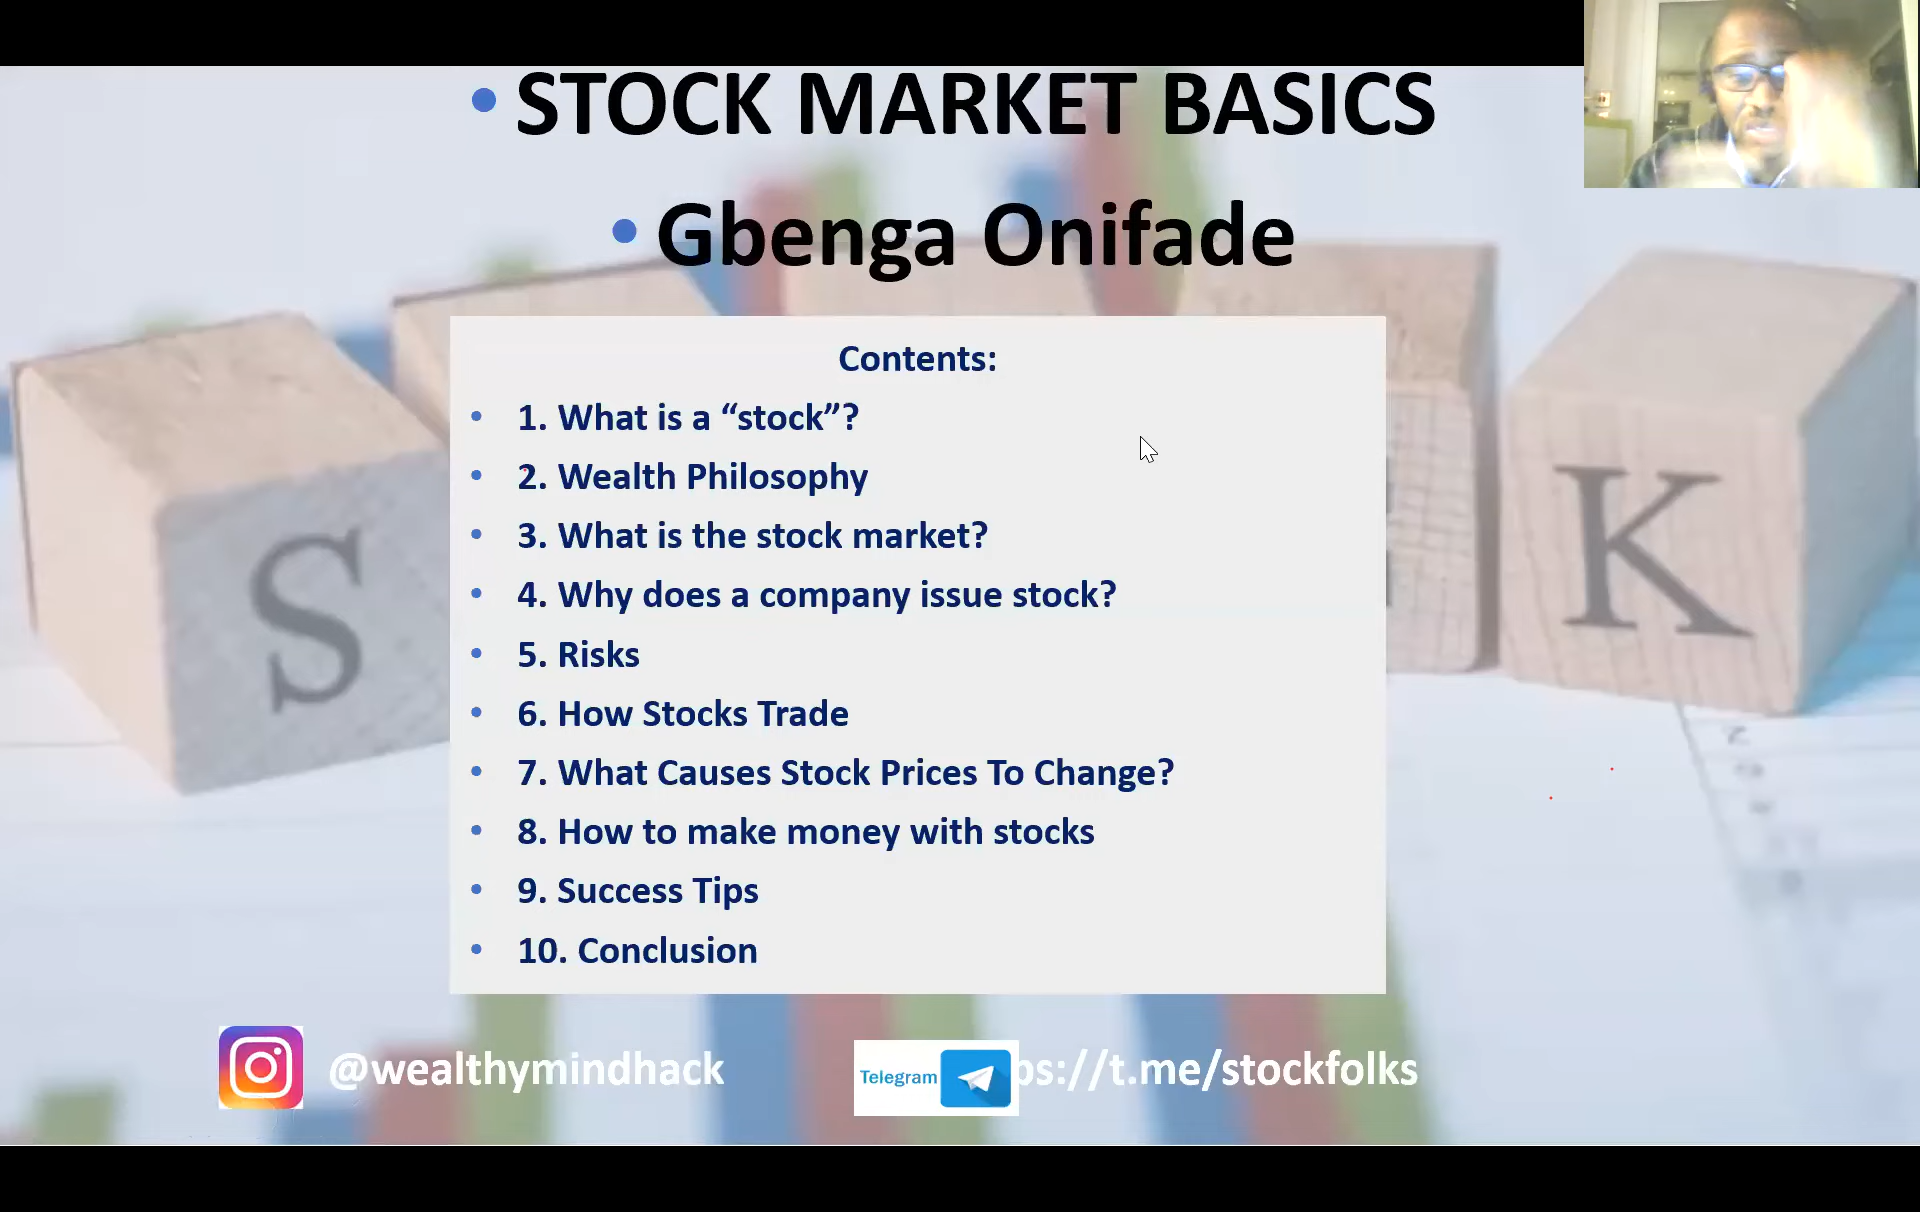 • STOCK MARKET BASICS
• Gbenga Onifade
Contents:
• 1. What is a “stock”?
• 2. Wealth Philosophy
• 3. What is the stock market?
• 4. Why does a company issue stock?
• 5. Risks
• 6. How Stocks Trade
• 7. What Causes Stock Prices To Change?
• 8. How to make money with stocks
• 9. Success Tips
• 10. Conclusion
S K
@wealthymindhack
Telegram ps://t.me/stockfolks